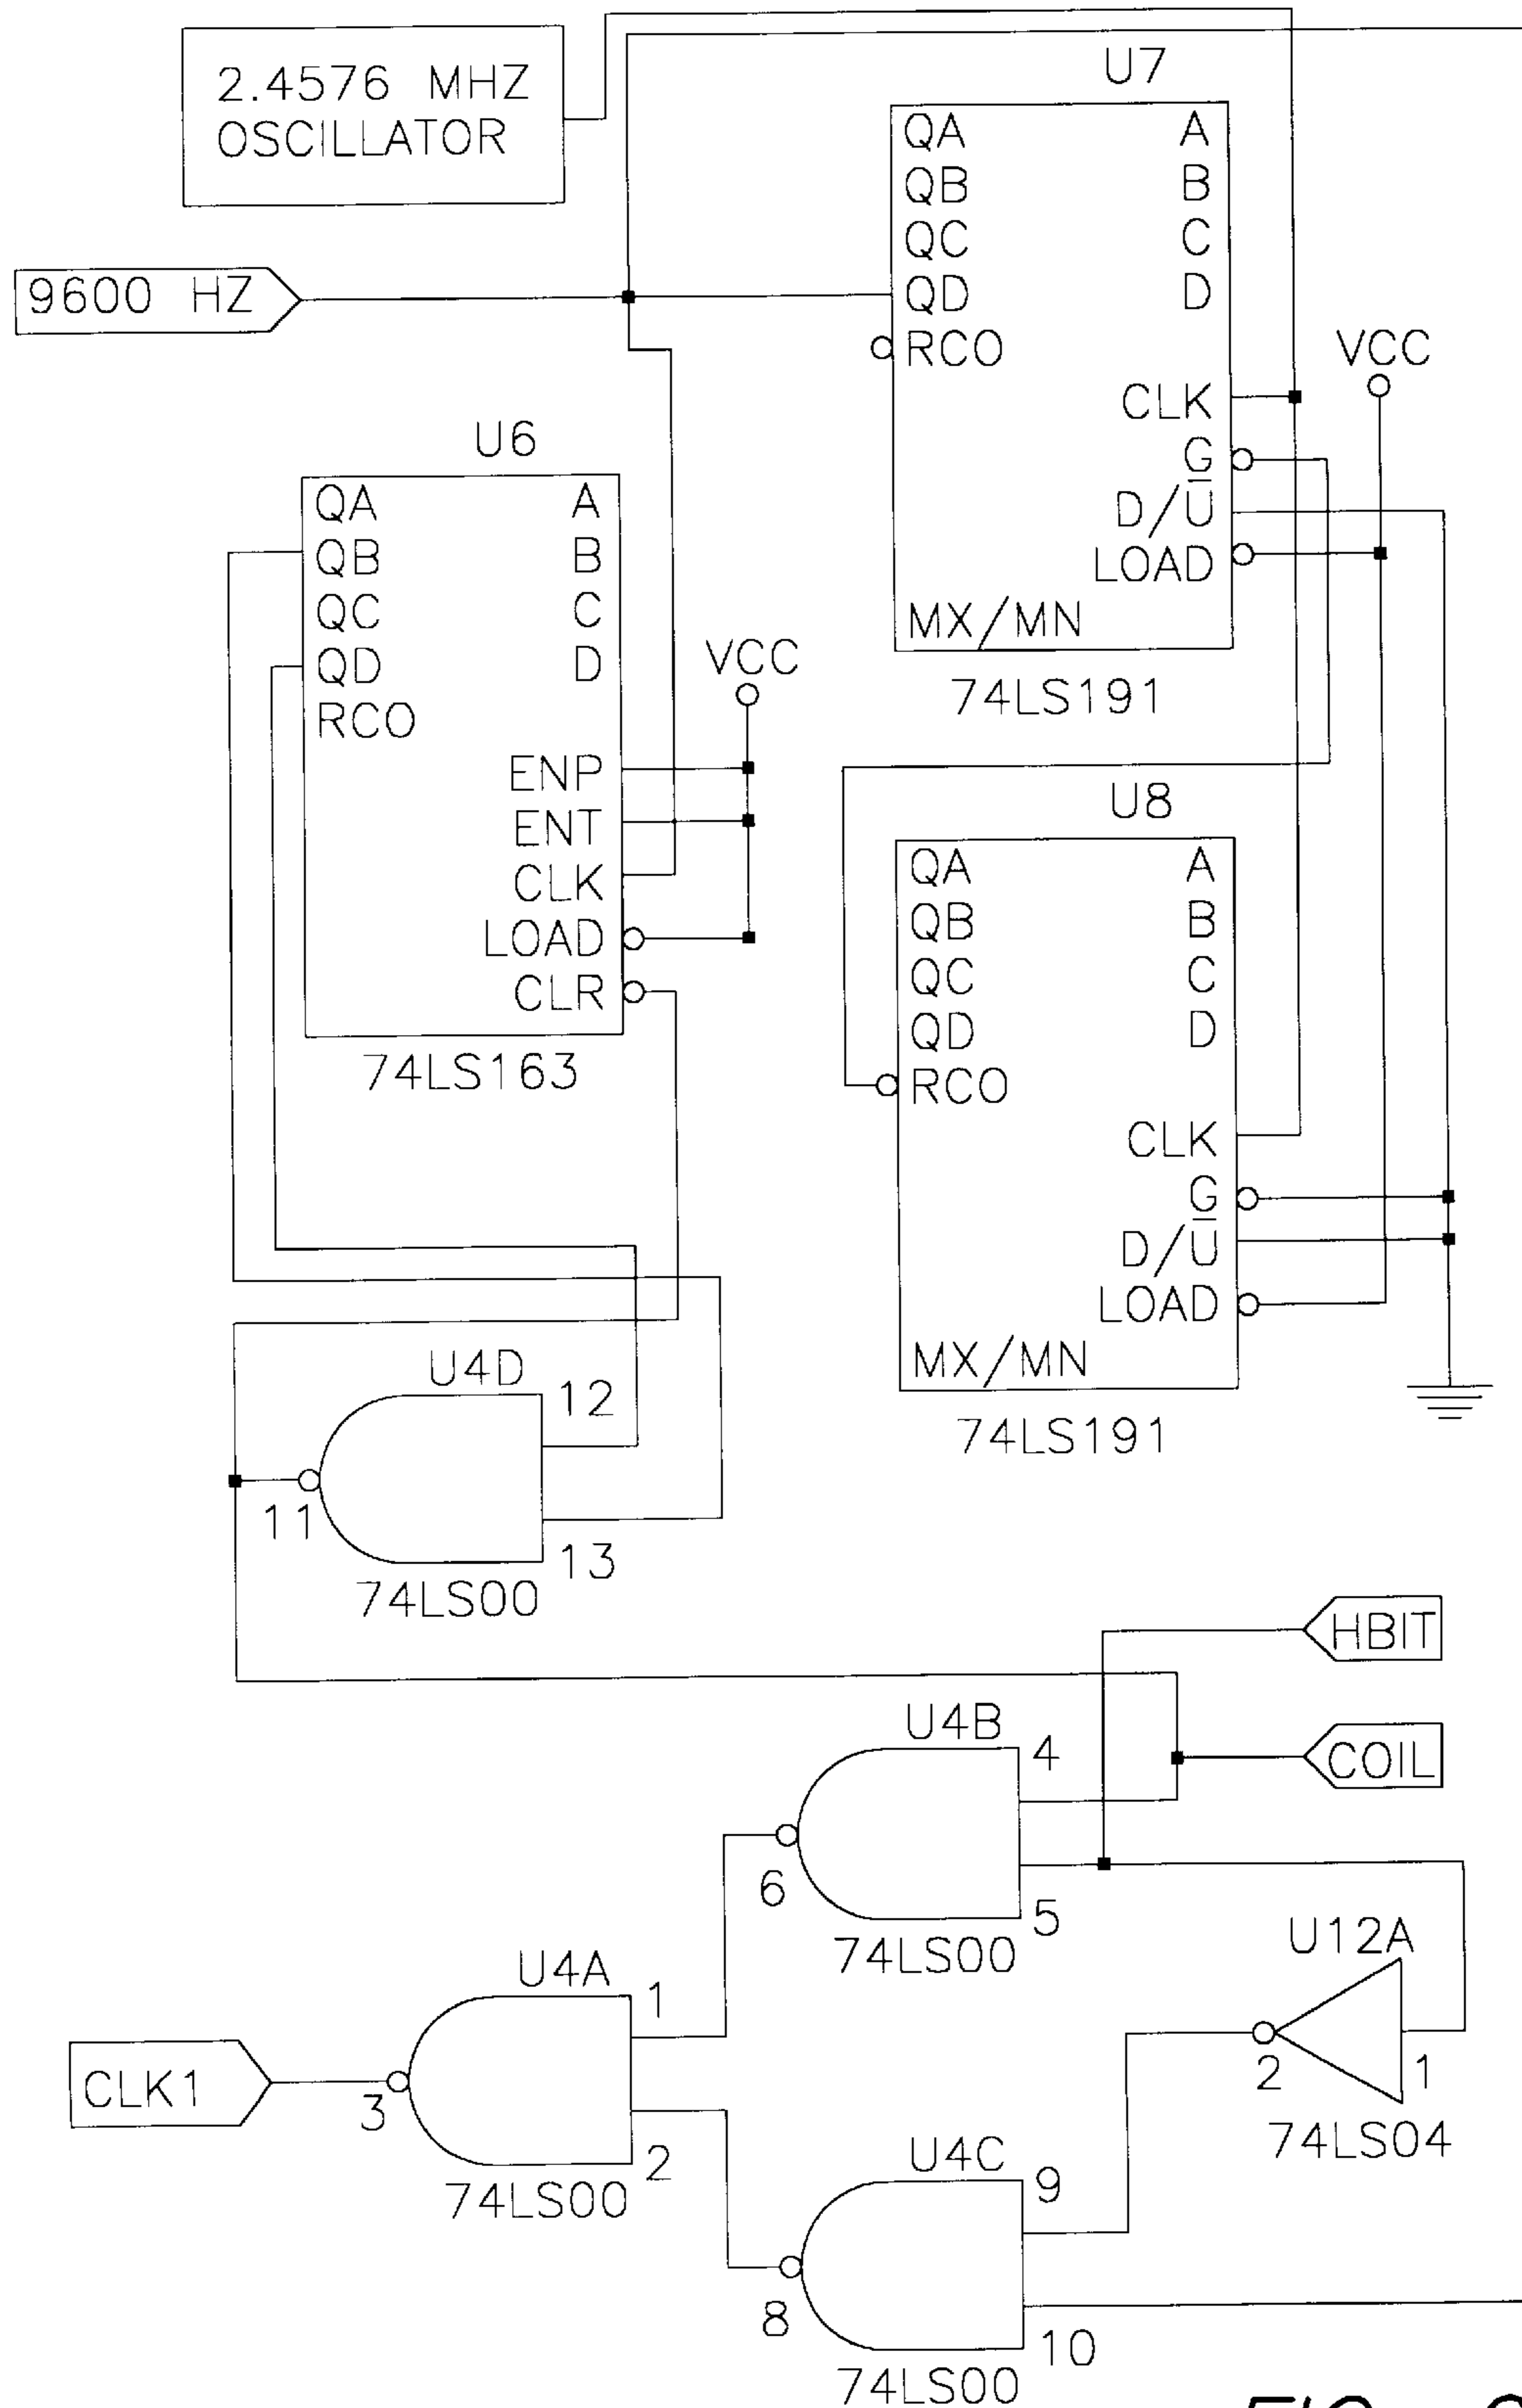 2.4576 MHZ
OSCILLATOR
9600 HZ
U7
QA A
QB B
QC C
QD D
RCO
CLK
G
D/U̅
LOAD
MX/MN
74LS191
VCC
U6
QA A
QB B
QC C
QD D
RCO
ENP
ENT
CLK
LOAD
CLR
74LS163
VCC
U8
QA A
QB B
QC C
QD D
RCO
CLK
G
D/U̅
LOAD
MX/MN
74LS191
U4D
12
11
13
74LS00
HBIT
COIL
U4B
4
6
5
74LS00
U12A
2 1
74LS04
U4A
1
3
2
74LS00
CLK1
U4C
9
8
10
74LS00